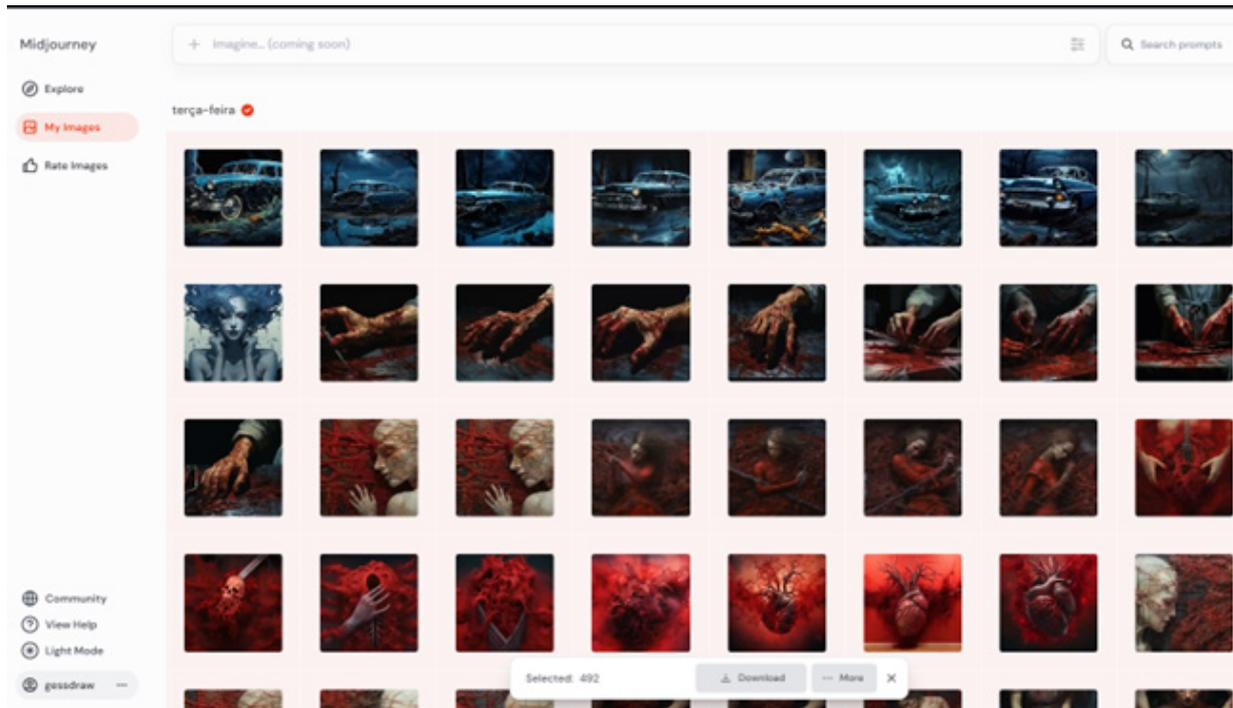 Midjourney
Imagine... (coming soon)
Search prompts
Explore
My Images
Rate Images
terça-feira
Community
View Help
Light Mode
gessdraw
Selected: 492
Download
More